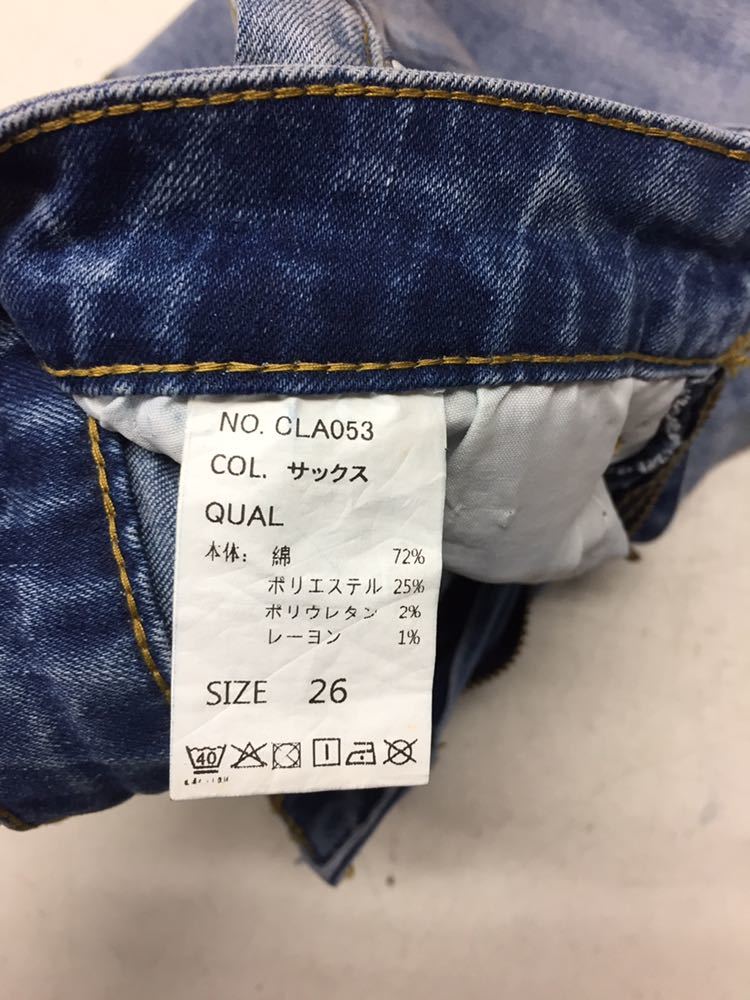 NO. CLA053
COL. サックス
QUAL
本体: 綿 72%
ポリエステル 25%
ポリウレタン 2%
レーヨン 1%
SIZE 26
40